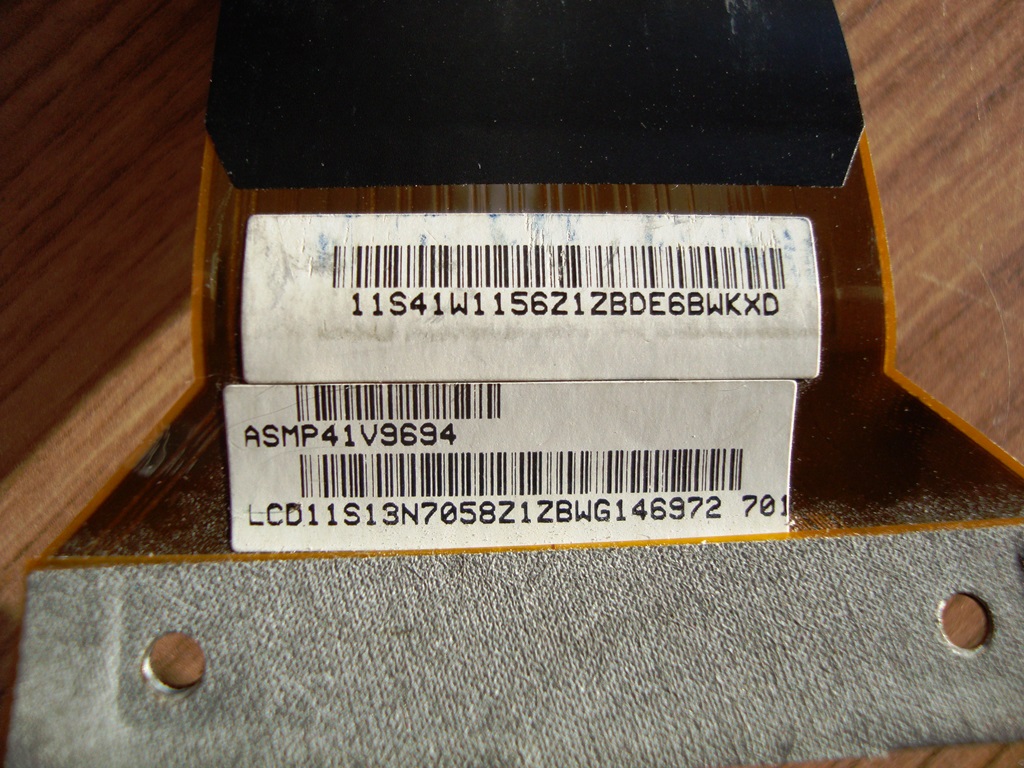 11S41W1156Z1ZBDE6BWKXD
ASMP41V9694
LCD11S13N7058Z1ZBWG146972 701